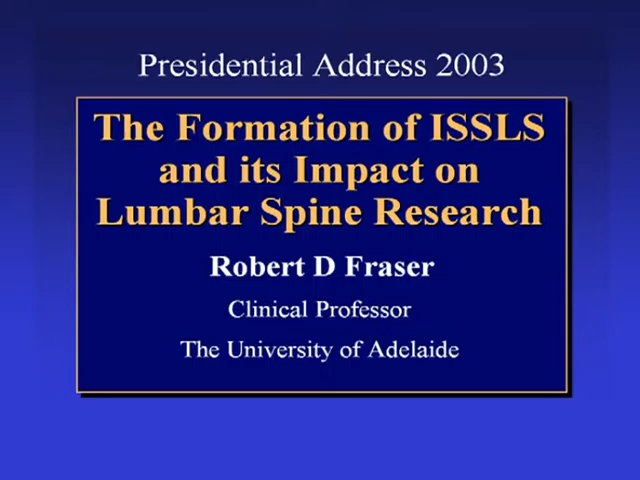 Presidential Address 2003
The Formation of ISSLS
and its Impact on
Lumbar Spine Research
Robert D Fraser
Clinical Professor
The University of Adelaide